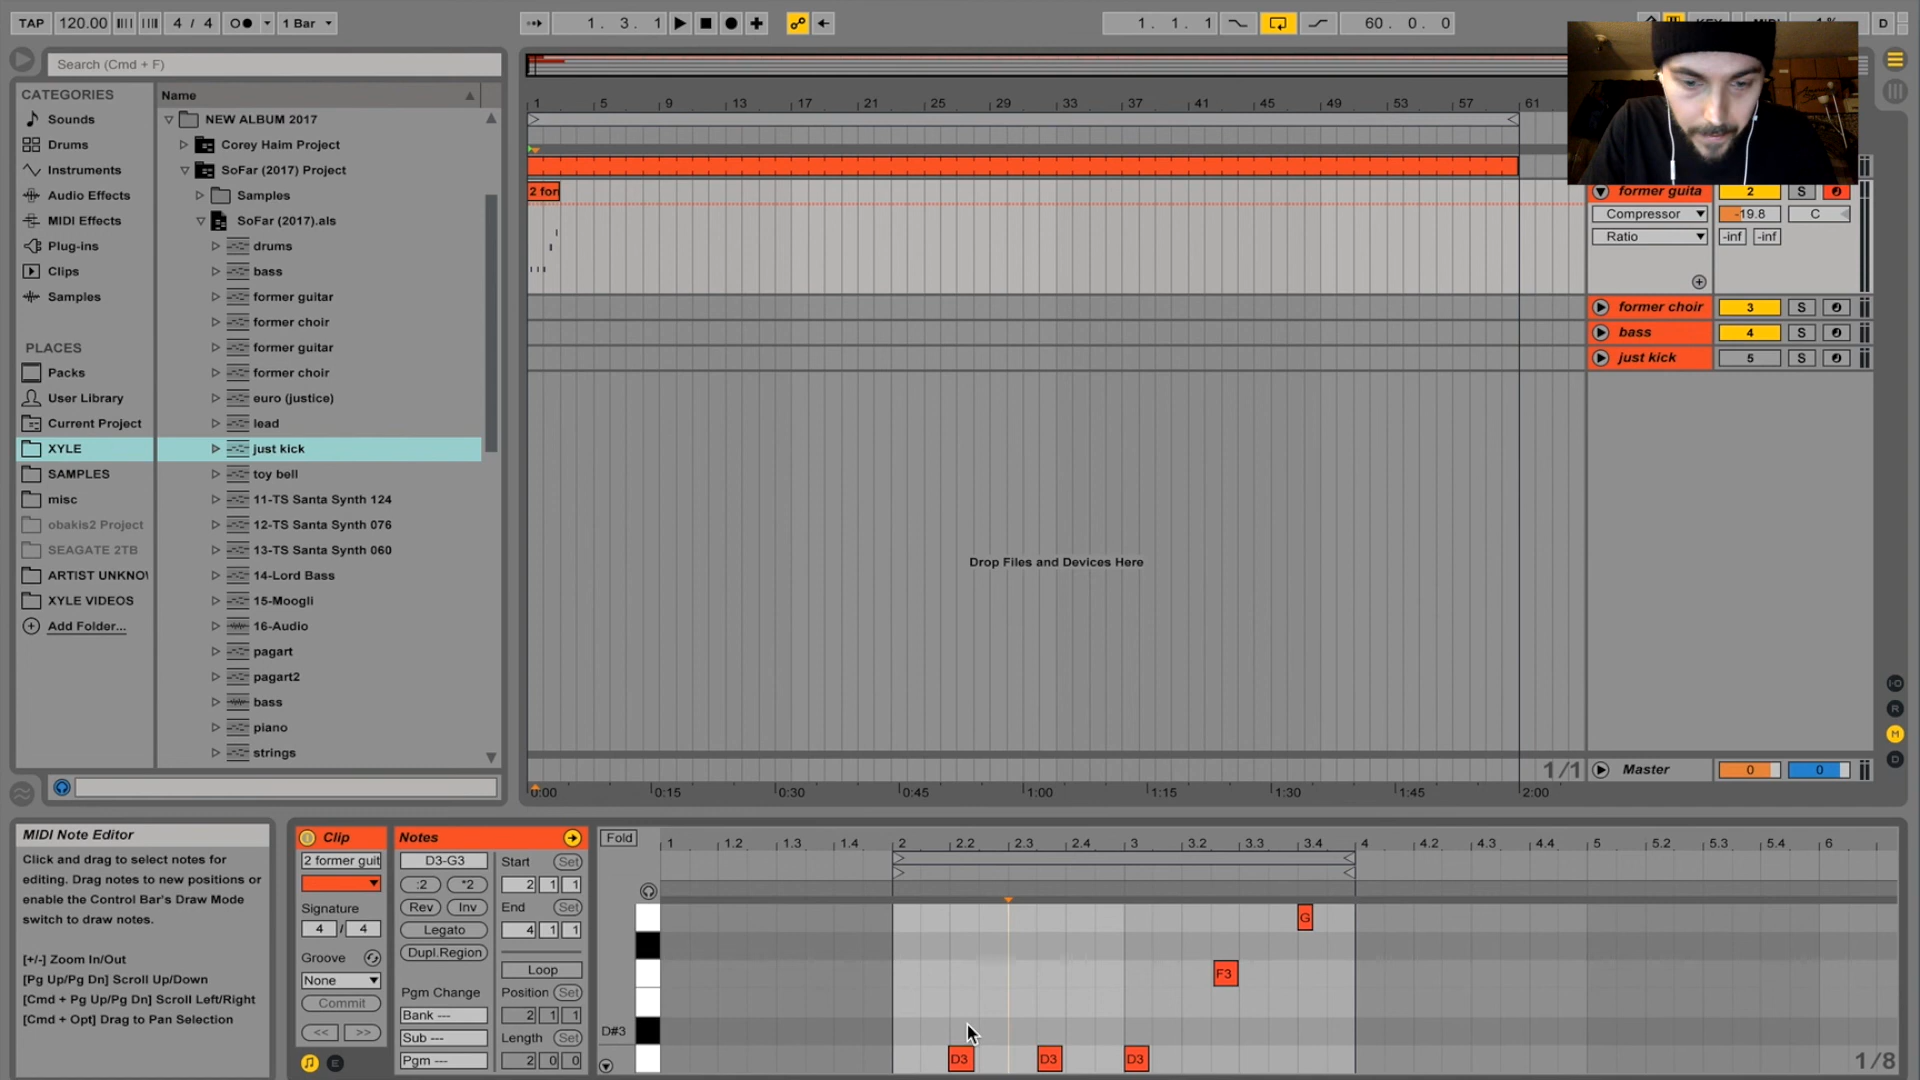 TAP 120.00 4 / 4 1 Bar 1. 3. 1 1. 1. 1 60. 0. 0 D
Search (Cmd + F)
CATEGORIES
Sounds
Drums
Instruments
Audio Effects
MIDI Effects
Plug-ins
Clips
Samples
PLACES
Packs
User Library
Current Project
XYLE
SAMPLES
misc
obakis2 Project
SEAGATE 2TB
ARTIST UNKNO
XYLE VIDEOS
Add Folder...
Name
NEW ALBUM 2017
Corey Haim Project
SoFar (2017) Project
Samples
SoFar (2017).als
drums
bass
former guitar
former choir
former guitar
former choir
euro (justice)
lead
just kick
toy bell
11-TS Santa Synth 124
12-TS Santa Synth 076
13-TS Santa Synth 060
14-Lord Bass
15-Moogli
16-Audio
pagart
pagart2
bass
piano
strings
1 5 9 13 17 21 25 29 33 37 41 45 49 53 57 61
2 for
former guita 2 S
Compressor -19.8 C
Ratio -inf -inf
former choir 3 S
bass 4 S
just kick 5 S
Drop Files and Devices Here
1/1 Master 0 0
0:00 0:15 0:30 0:45 1:00 1:15 1:30 1:45 2:00
I·O
R
M
D
MIDI Note Editor
Click and drag to select notes for
editing. Drag notes to new positions or
enable the Control Bar's Draw Mode
switch to draw notes.
[+/-] Zoom In/Out
[Pg Up/Pg Dn] Scroll Up/Down
[Cmd + Pg Up/Pg Dn] Scroll Left/Right
[Cmd + Opt] Drag to Pan Selection
Clip
2 former guit
Signature
4 / 4
Groove
None
Commit
<< >>
E
Notes
D3-G3
:2 *2
Rev Inv
Legato
Dupl.Region
Pgm Change
Bank ---
Sub ---
Pgm ---
Start Set
2 1 1
End Set
4 1 1
Loop
Position Set
2 1 1
Length Set
2 0 0
Fold
1 1.2 1.3 1.4 2 2.2 2.3 2.4 3 3.2 3.3 3.4 4 4.2 4.3 4.4 5 5.2 5.3 5.4 6
G
F3
D#3
D3 D3 D3
1/8